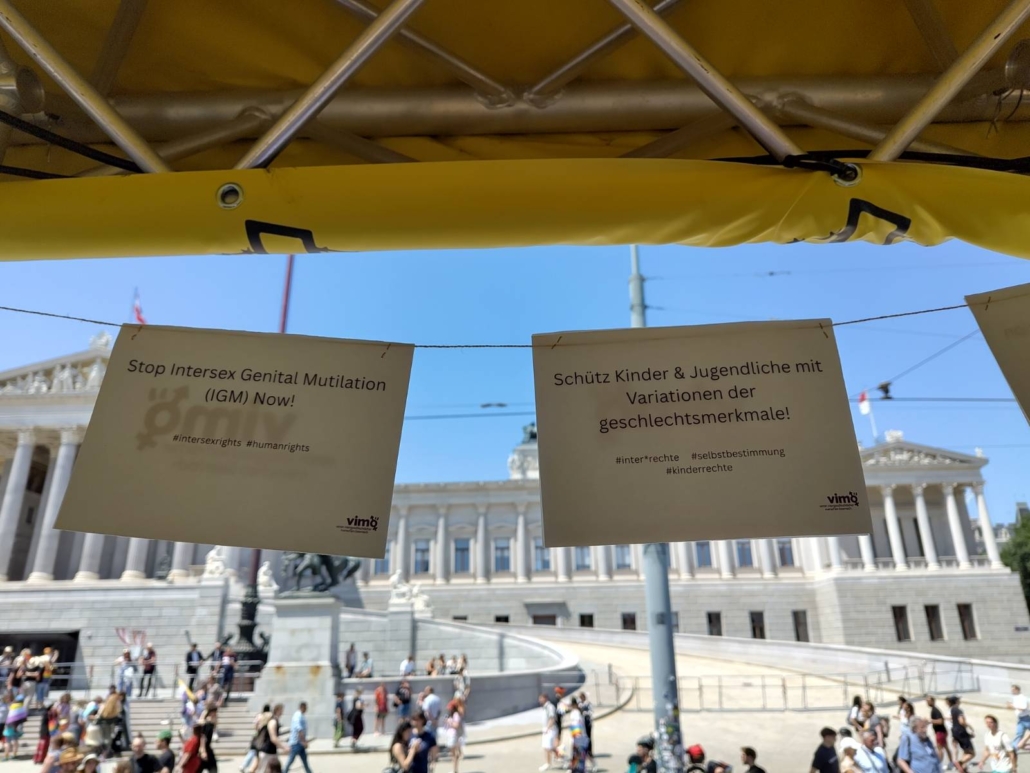 Stop Intersex Genital Mutilation
(IGM) Now!
#intersexrights #humanrights
vimö
Schütz Kinder & Jugendliche mit
Variationen der
geschlechtsmerkmale!
#inter*rechte #selbstbestimmung
#kinderrechte
vimö